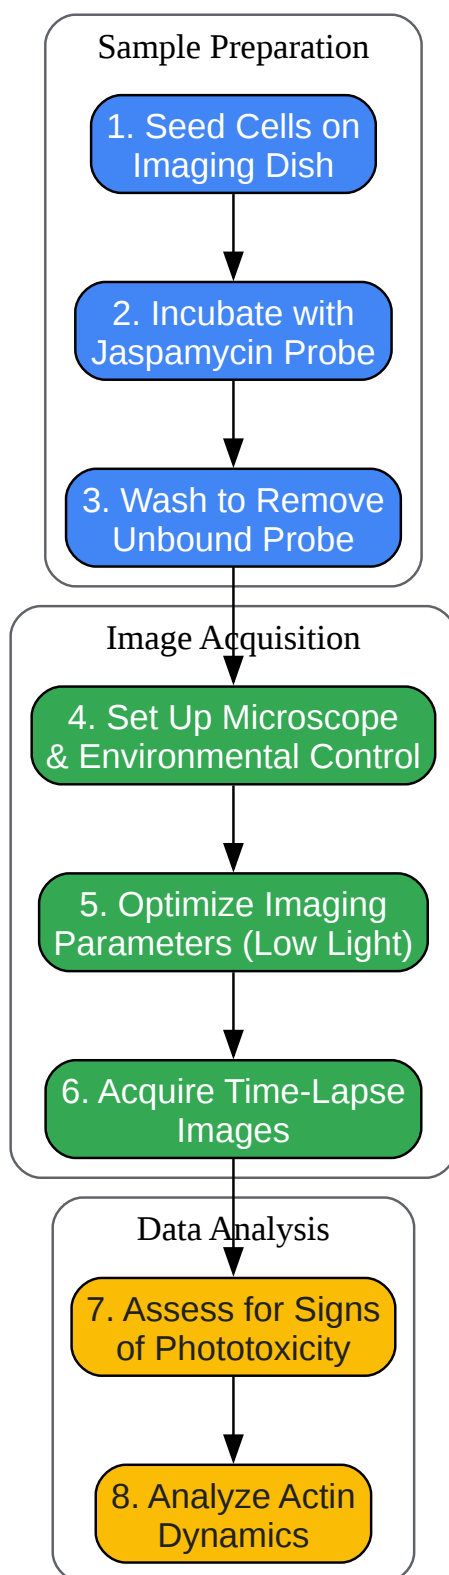 Sample Preparation
1. Seed Cells on
Imaging Dish
2. Incubate with
Jaspamycin Probe
3. Wash to Remove
Unbound Probe
Image Acquisition
4. Set Up Microscope
& Environmental Control
5. Optimize Imaging
Parameters (Low Light)
6. Acquire Time-Lapse
Images
Data Analysis
7. Assess for Signs
of Phototoxicity
8. Analyze Actin
Dynamics